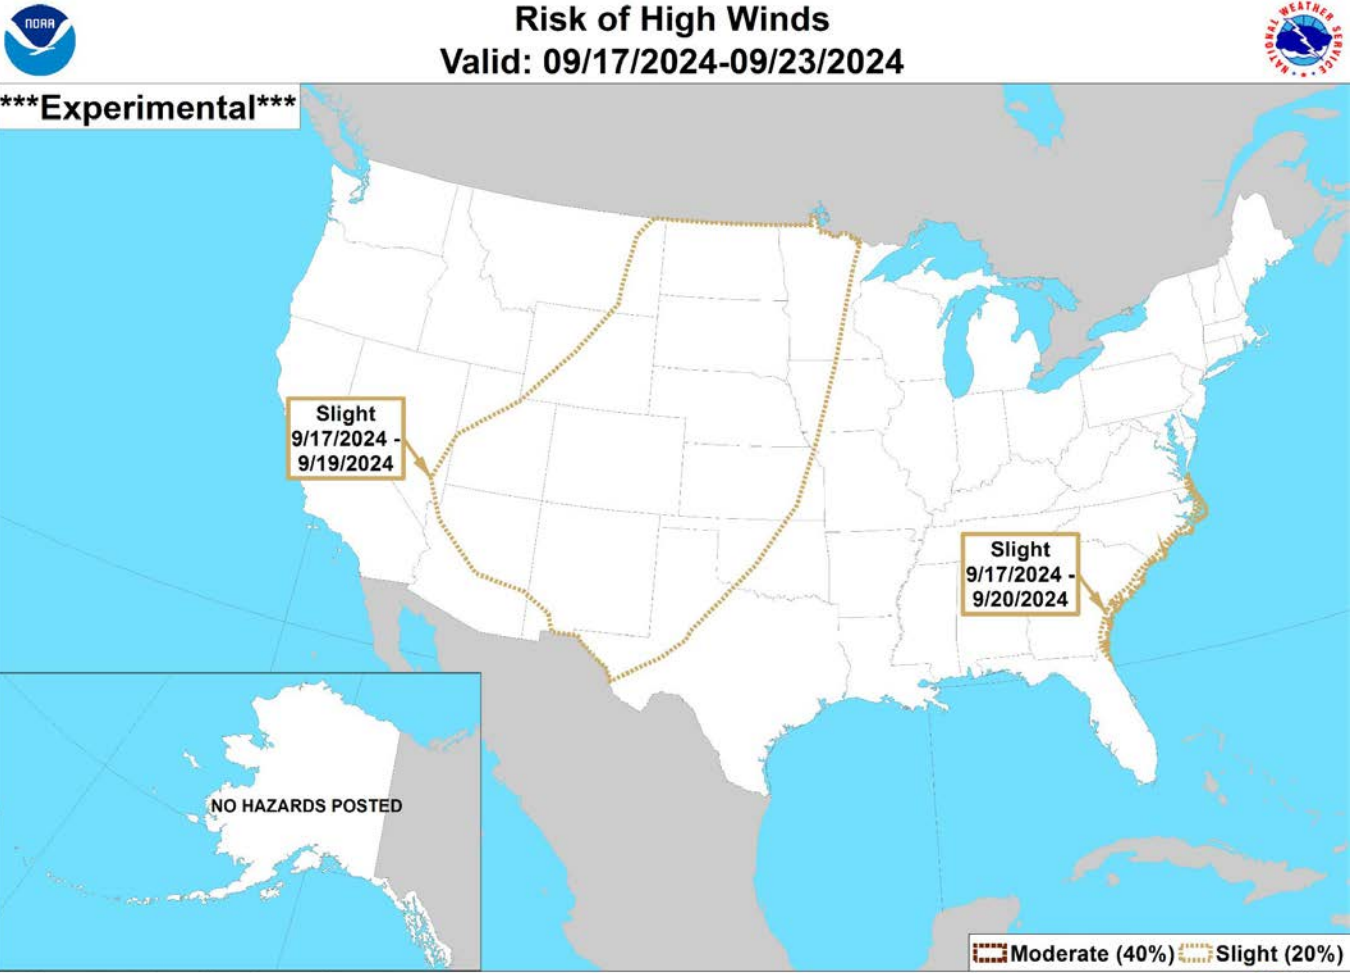 NOAA
Risk of High Winds
Valid: 09/17/2024-09/23/2024
NATIONAL WEATHER SERVICE
***Experimental***
Slight
9/17/2024 -
9/19/2024
Slight
9/17/2024 -
9/20/2024
NO HAZARDS POSTED
Moderate (40%) Slight (20%)